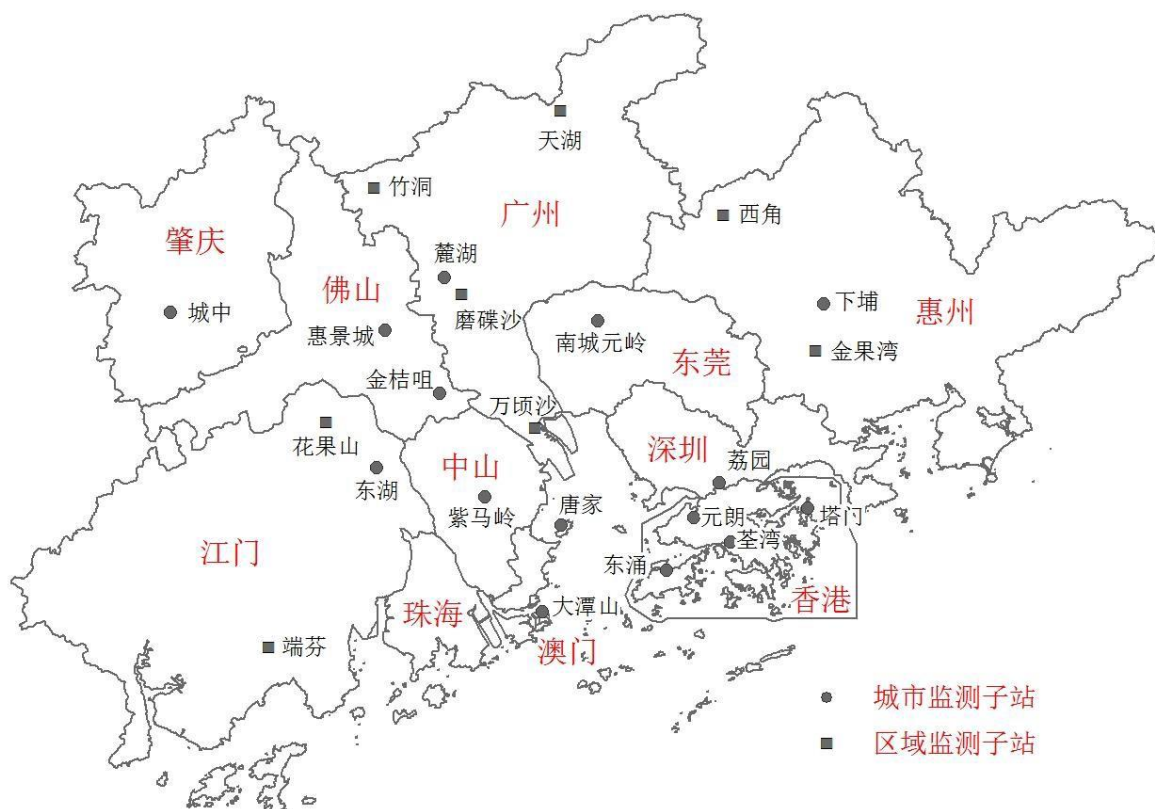 天湖
竹洞
广州
西角
肇庆
麓湖
佛山
磨碟沙
城中
惠景城
下埔
惠州
南城元岭
金果湾
东莞
金桔咀
万顷沙
花果山
中山
深圳
荔园
东湖
紫马岭
唐家
元朗
塔门
荃湾
江门
东涌
珠海
大潭山
香港
澳门
端芬
城市监测子站
区域监测子站